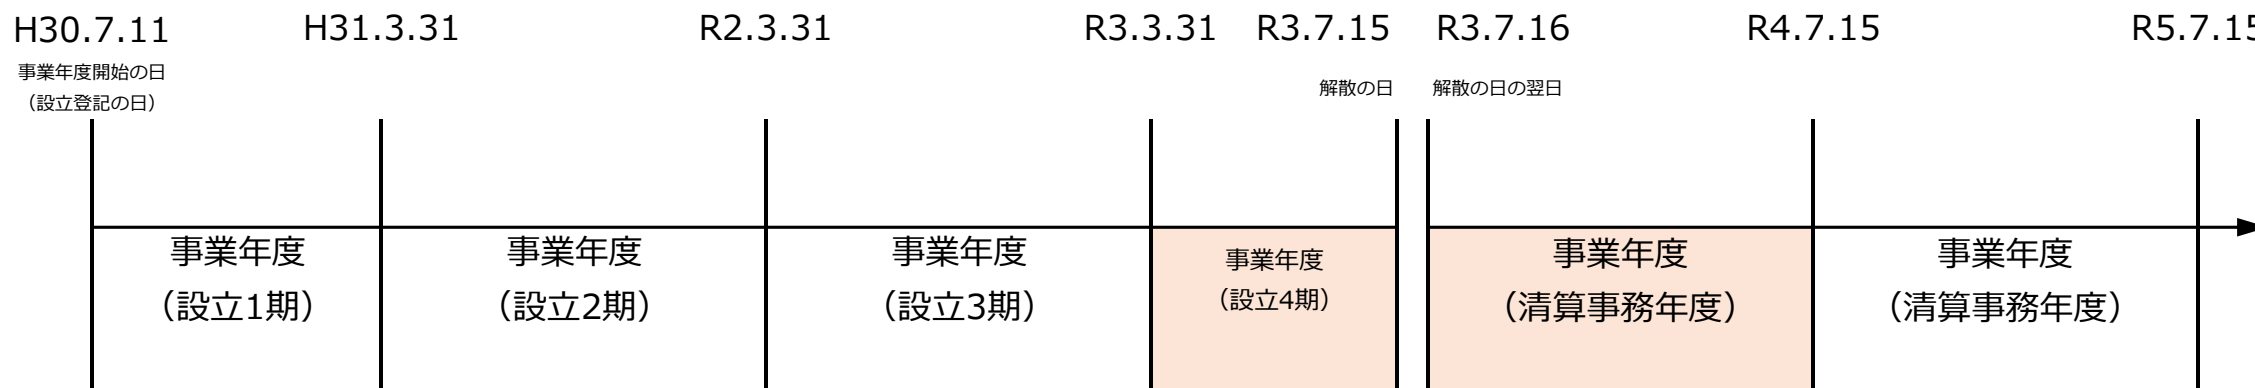 H30.7.11 H31.3.31 R2.3.31 R3.3.31 R3.7.15 R3.7.16 R4.7.15 R5.7.15
事業年度開始の日
（設立登記の日）
解散の日 解散の日の翌日
事業年度 事業年度 事業年度 事業年度 事業年度 事業年度
（設立1期） （設立2期） （設立3期） （設立4期） （清算事務年度） （清算事務年度）